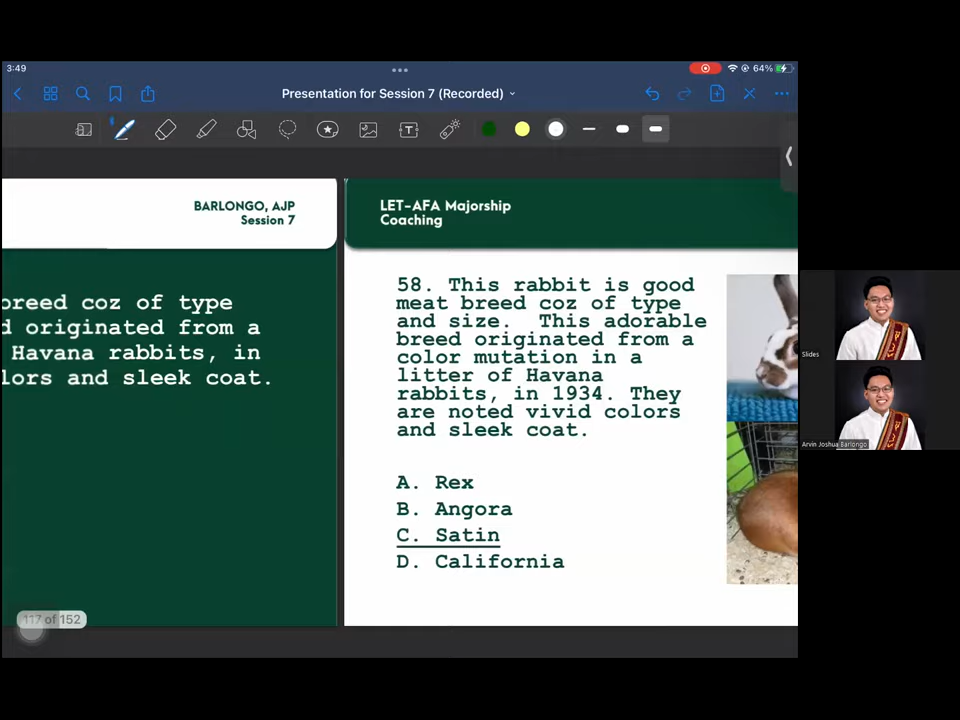 3:49
64%
Presentation for Session 7 (Recorded)
BARLONGO, AJP
Session 7
breed coz of type
d originated from a
Havana rabbits, in
lors and sleek coat.
117 of 152
LET-AFA Majorship
Coaching
58. This rabbit is good
meat breed coz of type
and size. This adorable
breed originated from a
color mutation in a
litter of Havana
rabbits, in 1934. They
are noted vivid colors
and sleek coat.
A. Rex
B. Angora
C. Satin
D. California
Slides
Arvin Joshua Barlongo